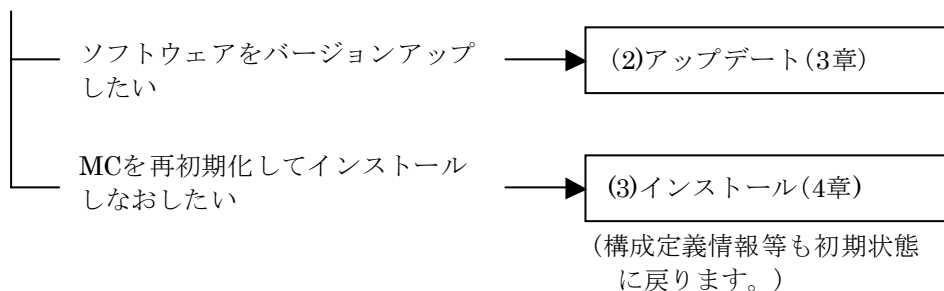 ソフトウェアをバージョンアップ
したい
(2)アップデート(3章)
MCを再初期化してインストール
しなおしたい
(3)インストール(4章)
(構成定義情報等も初期状態
に戻ります。)